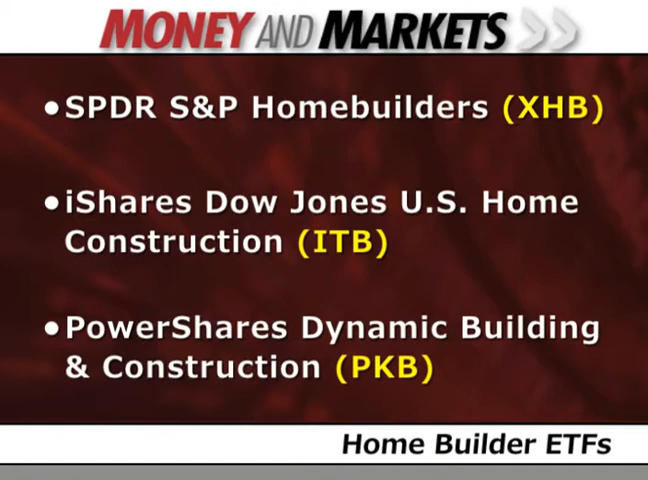 MONEY AND MARKETS
•SPDR S&P Homebuilders (XHB)
•iShares Dow Jones U.S. Home
Construction (ITB)
•PowerShares Dynamic Building
& Construction (PKB)
Home Builder ETFs